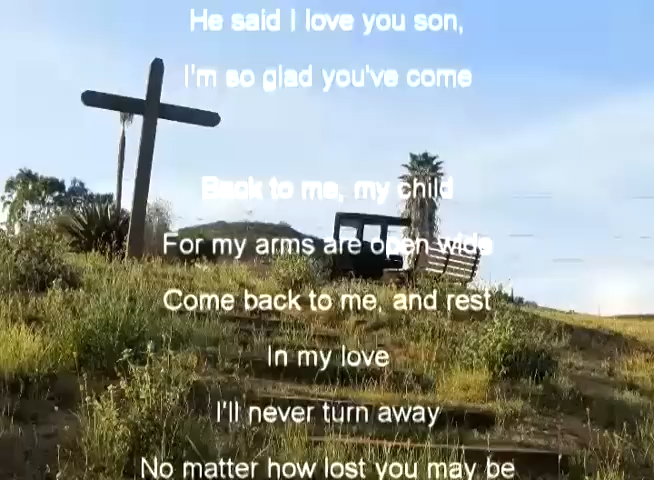 He said I love you son,
I'm so glad you've come
Back to me, my child
For my arms are open wide
Come back to me, and rest
In my love
I'll never turn away
No matter how lost you may be